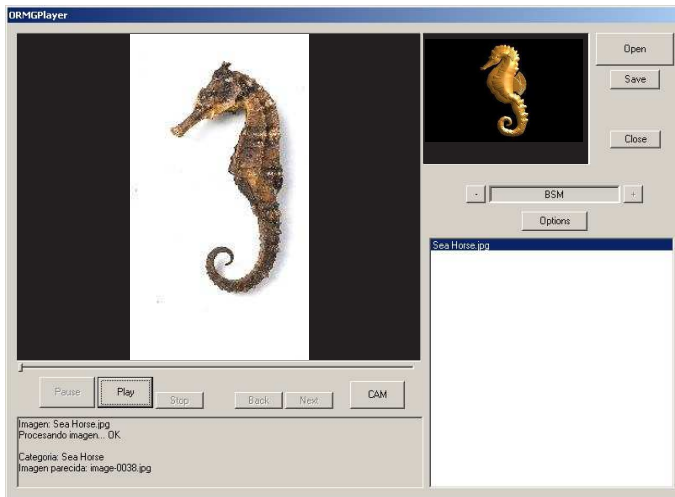 ORMGPlayer
Open
Save
Close
- BSM +
Options
Sea Horse.jpg
Pause Play Stop Back Next CAM
Imagen: Sea Horse.jpg
Procesando imagen... OK
Categoria: Sea Horse
Imagen parecida: image-0038.jpg